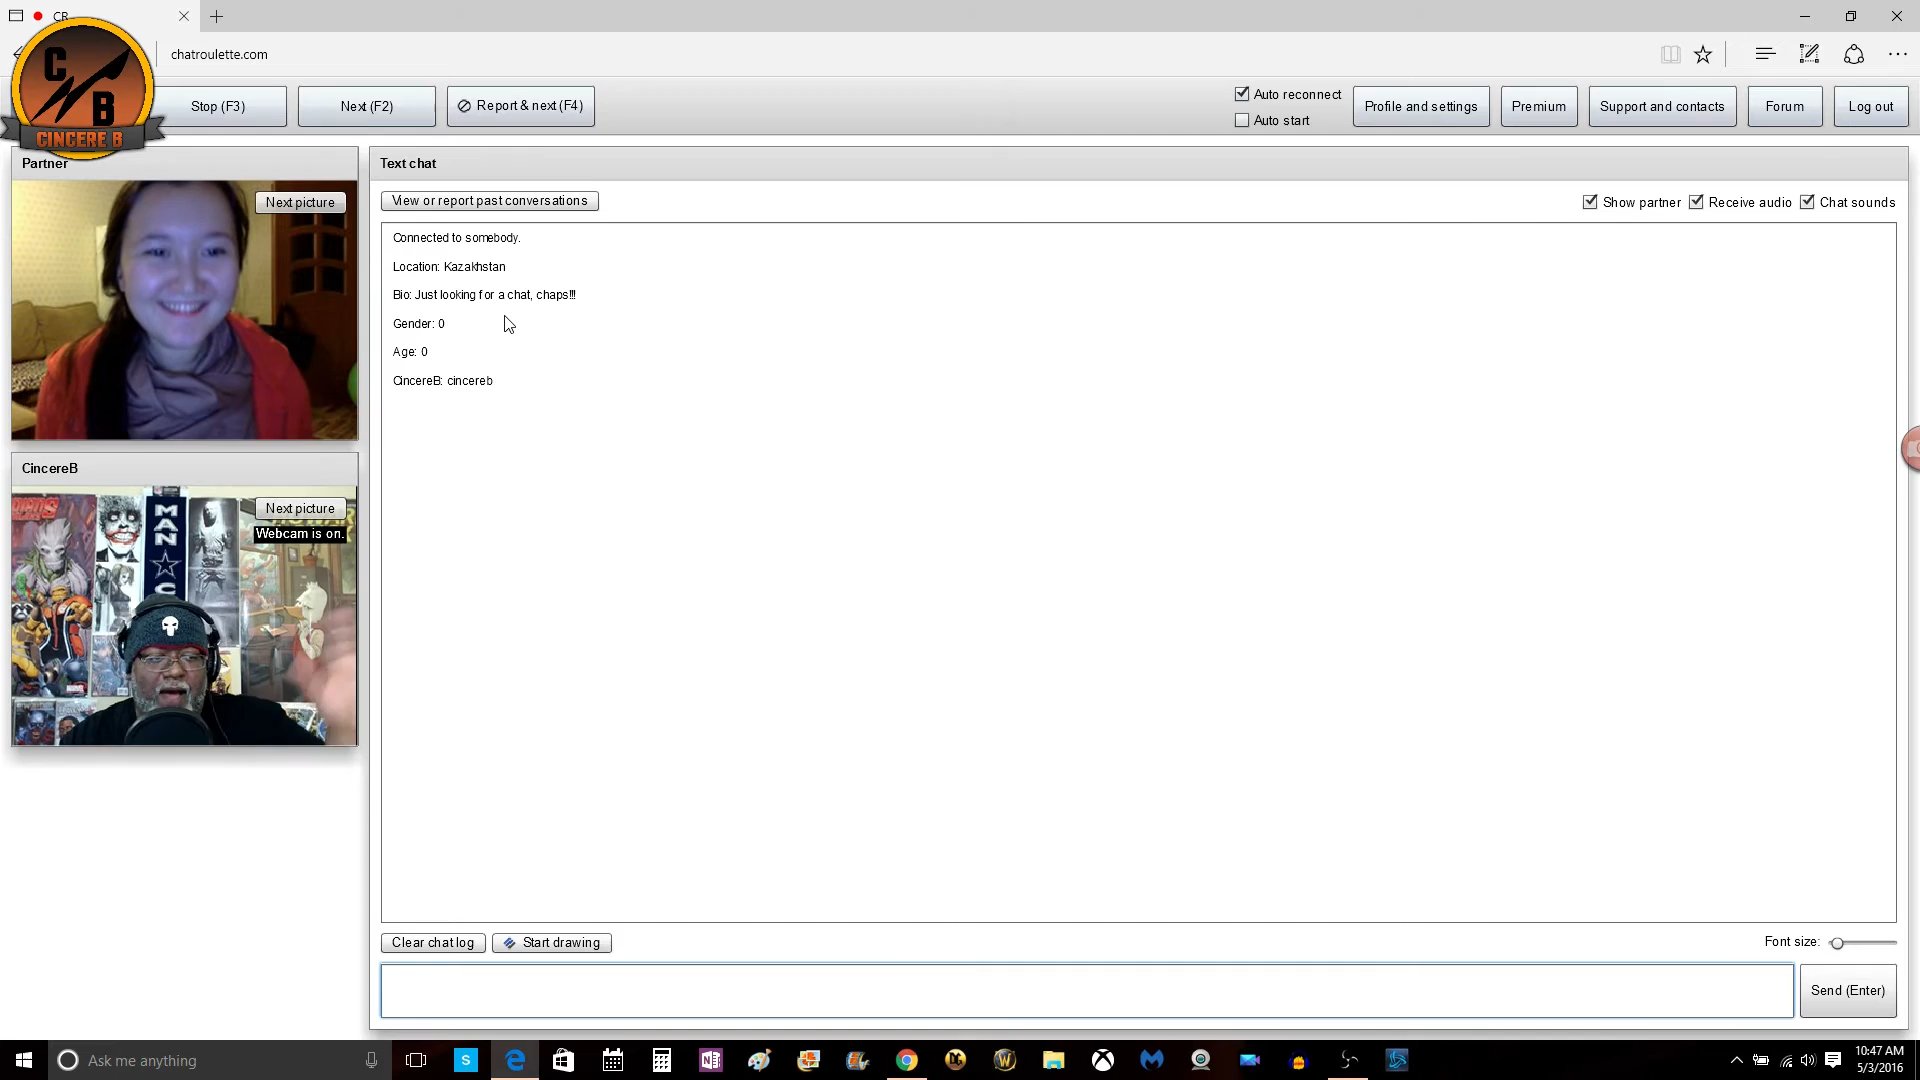 CR
C
B
CINCERE B
chatroulette.com
Stop (F3)
Next (F2)
Report & next (F4)
Auto reconnect
Auto start
Profile and settings
Premium
Support and contacts
Forum
Log out
Partner
Next picture
Text chat
View or report past conversations
Show partner
Receive audio
Chat sounds
Connected to somebody.
Location: Kazakhstan
Bio: Just looking for a chat, chaps!!!
Gender: 0
Age: 0
CincereB: cincereb
CincereB
Next picture
Webcam is on.
MAN
C
Clear chat log
Start drawing
Font size:
Send (Enter)
Ask me anything
10:47 AM
5/3/2016